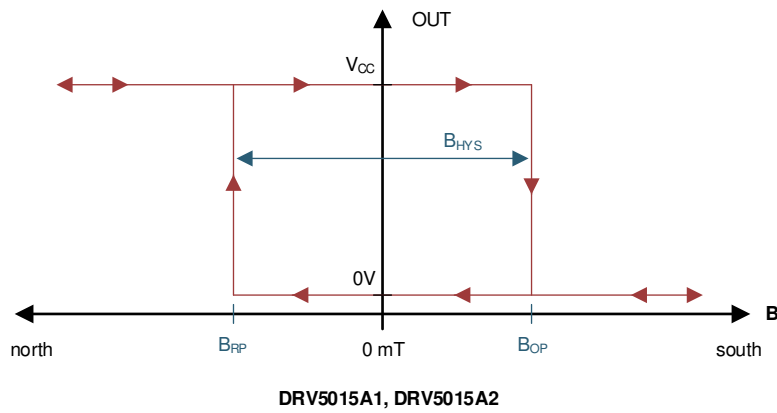 OUT
VCC
BHYS
0V
B
north
BRP
0 mT
BOP
south
DRV5015A1, DRV5015A2